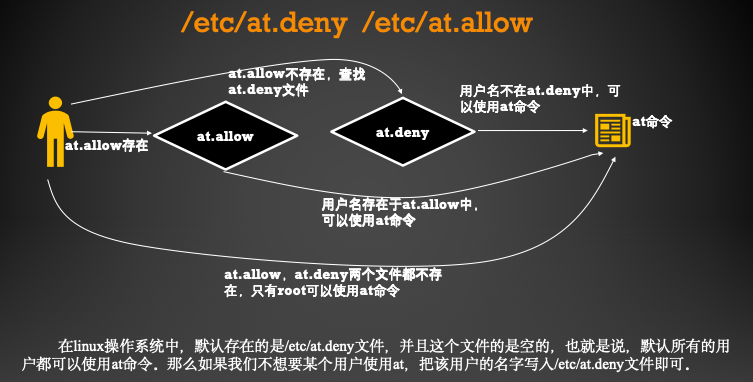 /etc/at.deny /etc/at.allow
at.allow不存在，查找
at.deny文件
用户名不在at.deny中，可
以使用at命令
at.allow
at.deny
at命令
at.allow存在
用户名存在于at.allow中，
可以使用at命令
at.allow，at.deny两个文件都不存
在，只有root可以使用at命令
在linux操作系统中，默认存在的是/etc/at.deny文件，并且这个文件的是空的，也就是说，默认所有的用
户都可以使用at命令。那么如果我们不想要某个用户使用at，把该用户的名字写人/etc/at.deny文件即可。